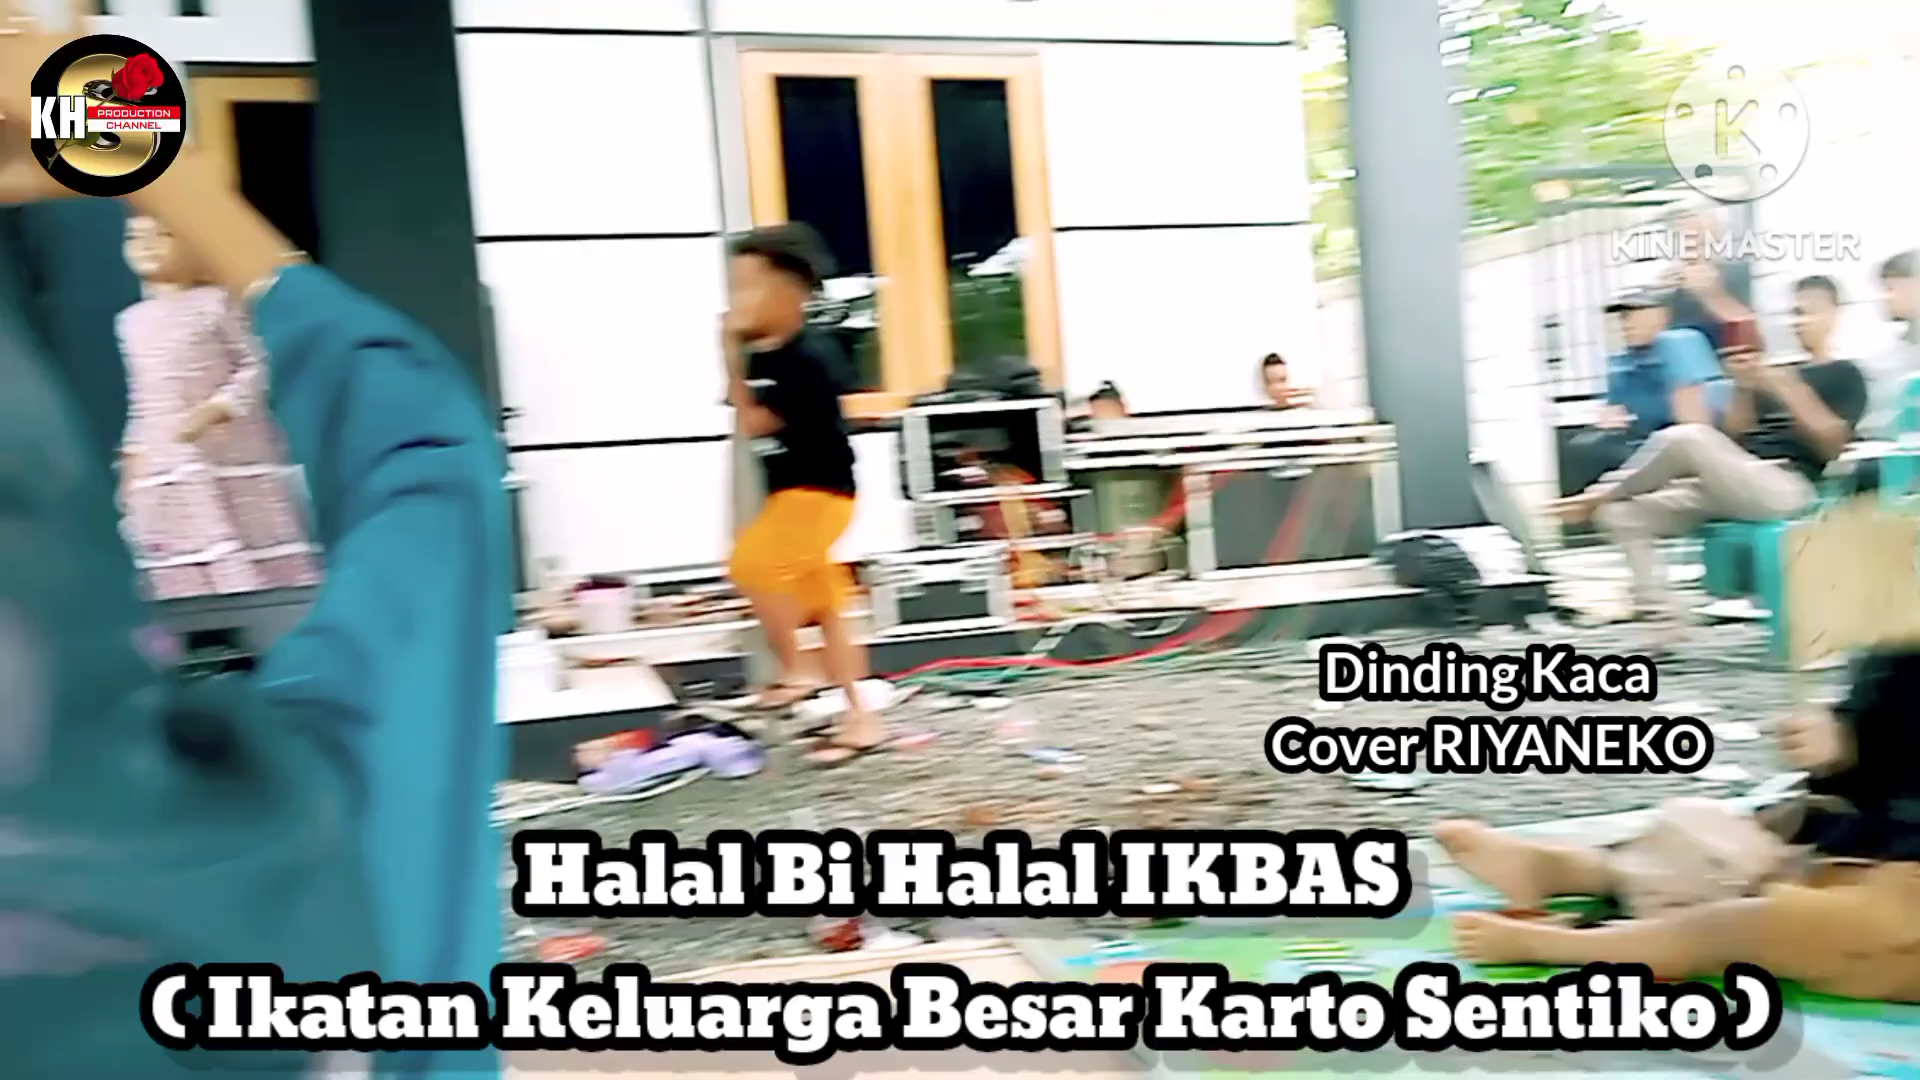 KH
S
PRODUCTION
CHANNEL
K
KINEMASTER
Dinding Kaca
Cover RIYANEKO
Halal Bi Halal IKBAS
( Ikatan Keluarga Besar Karto Sentiko )